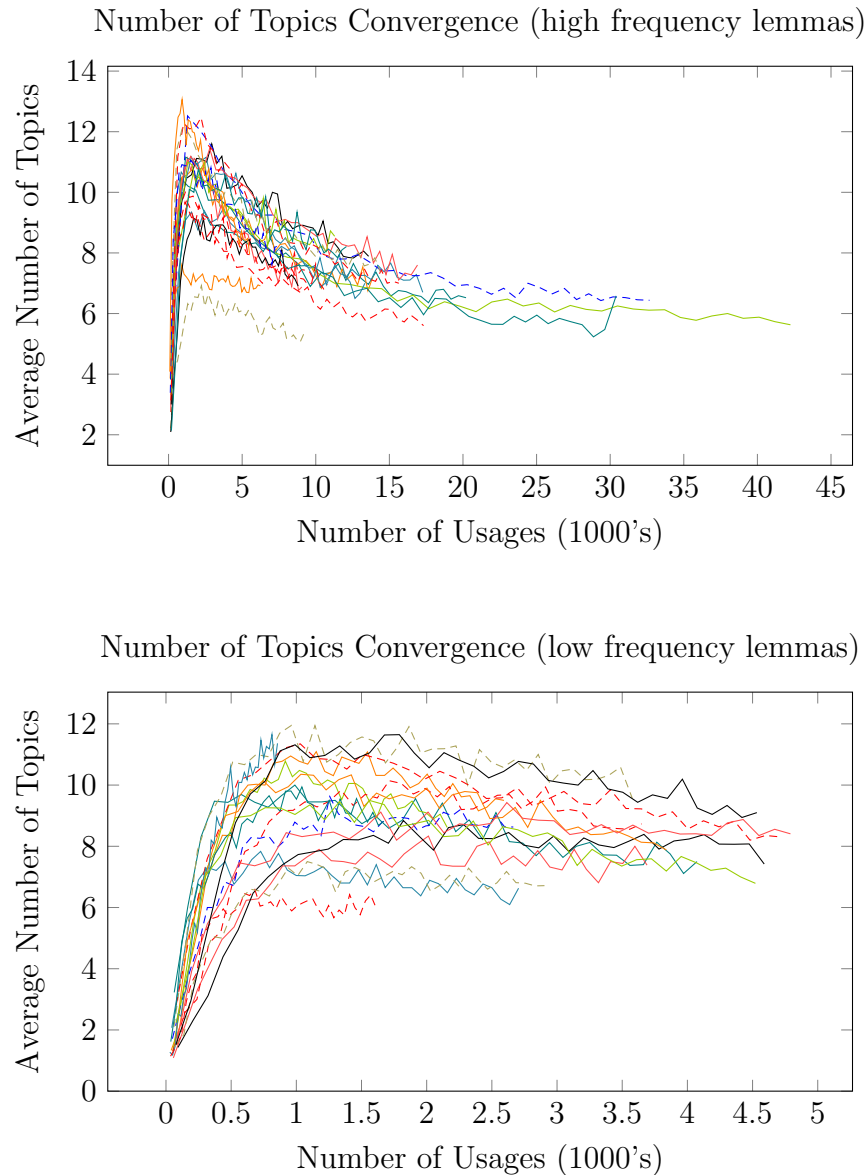 Number of Topics Convergence (high frequency lemmas)
14
12
10
8
6
4
2
Average Number of Topics
0 5 10 15 20 25 30 35 40 45
Number of Usages (1000's)
Number of Topics Convergence (low frequency lemmas)
12
10
8
6
4
2
0
Average Number of Topics
0 0.5 1 1.5 2 2.5 3 3.5 4 4.5 5
Number of Usages (1000's)